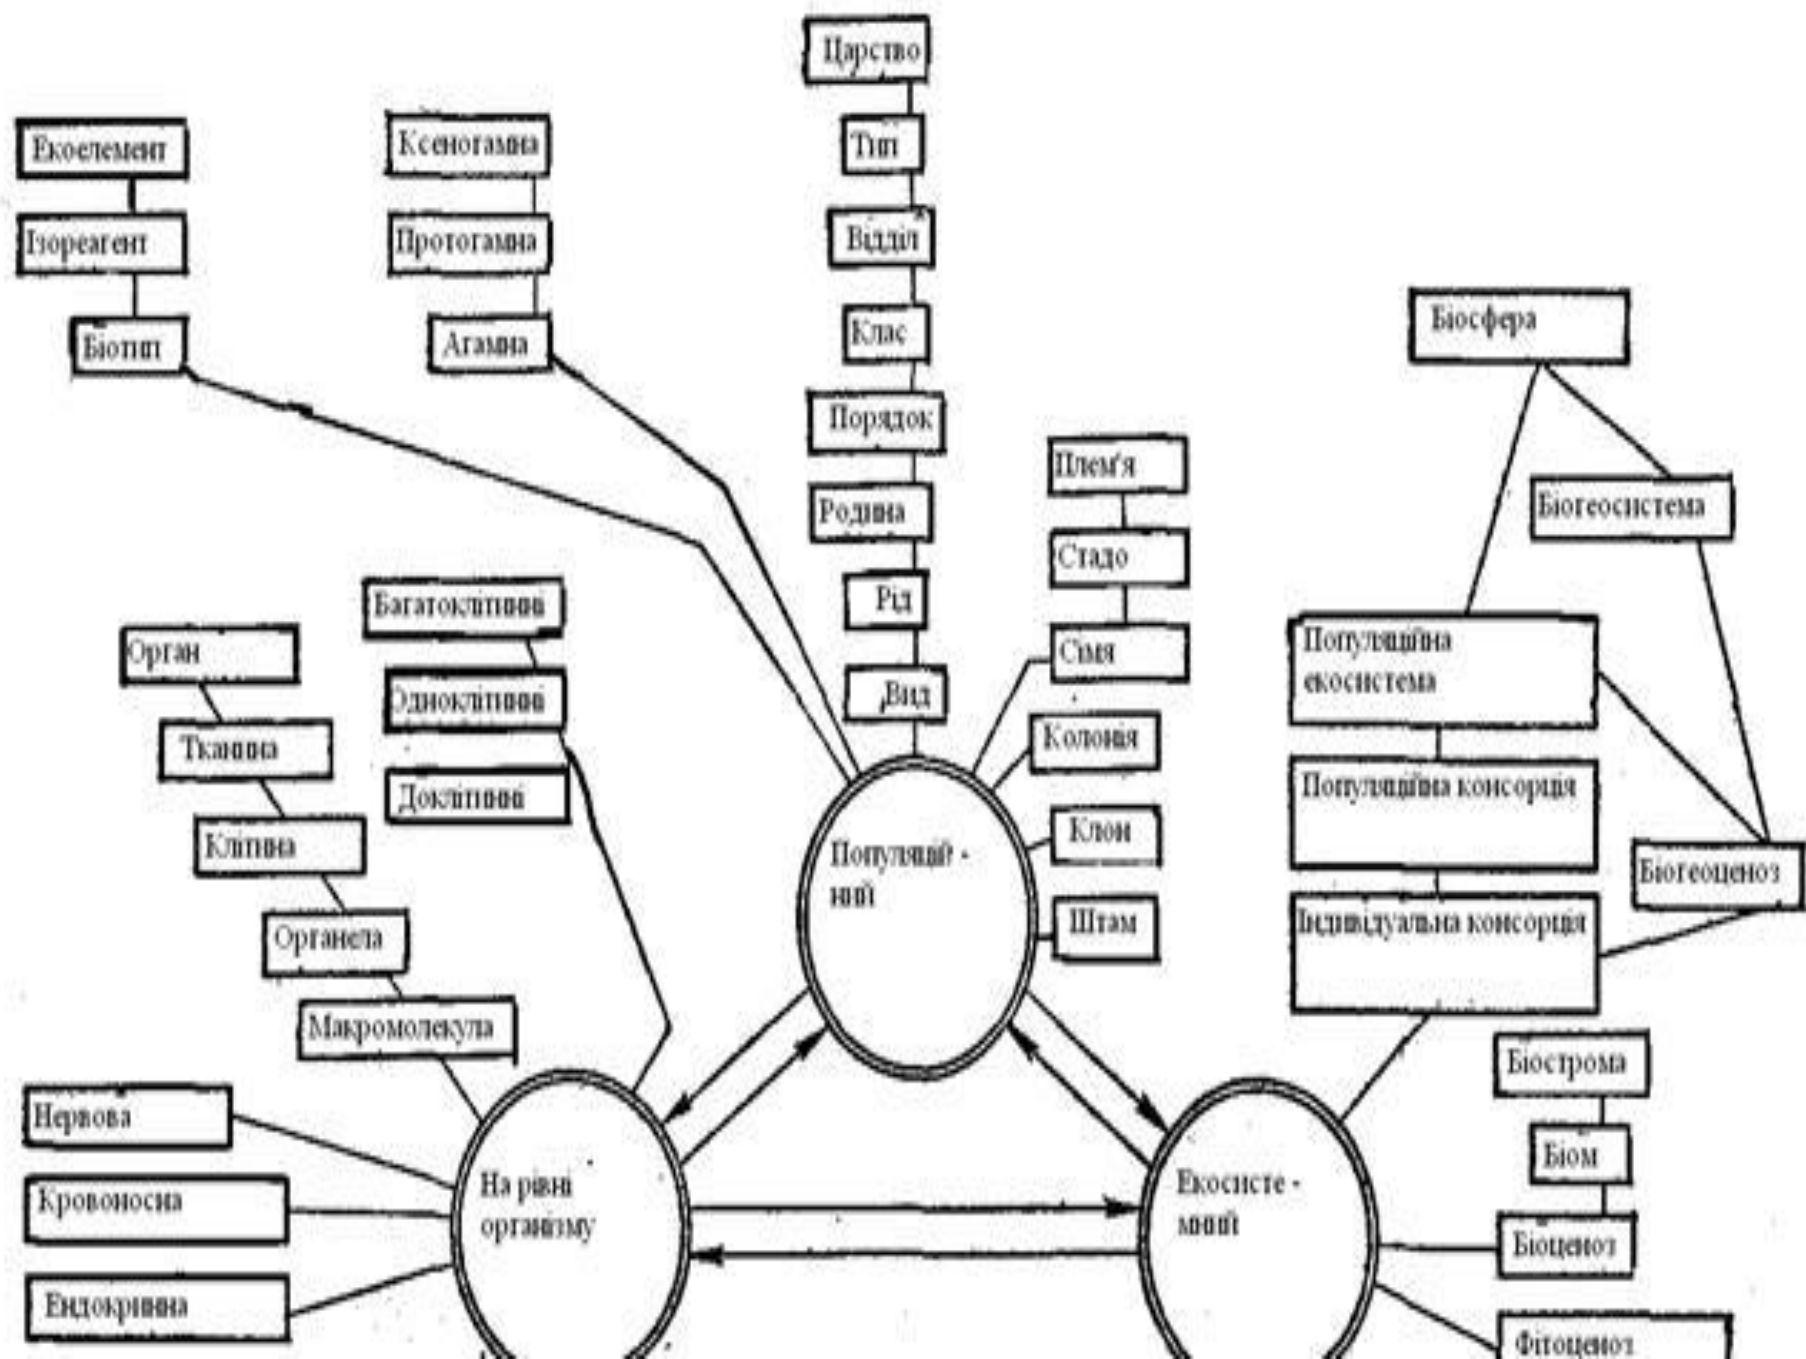 Царство
Тип
Відділ
Клас
Порядок
Родина
Рід
Вид
Екоелемент
Ізореагент
Біотип
Ксеногамна
Протогамна
Агамна
Плем'я
Стадо
Сімя
Колонія
Клон
Штам
Біосфера
Біогеосистема
Популяційна
екосистема
Популяційна консорція
Індивідуальна консорція
Біогеоценоз
Багатоклітинні
Одноклітинні
Доклітинні
Орган
Тканина
Клітина
Органела
Макромолекула
Популяцій -
ний
Нервова
Кровоносна
Ендокринна
На рівні
організму
Екосисте -
мний
Біострома
Біом
Біоценоз
Фітоценоз